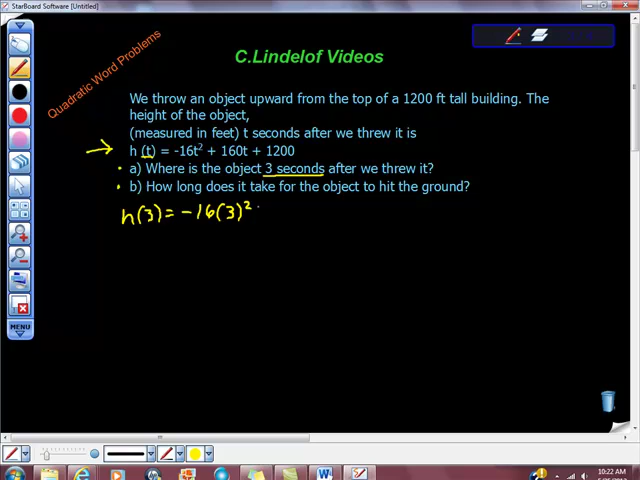 StarBoard Software [Untitled]
Quadratic Word Problems
C.Lindelof Videos
We throw an object upward from the top of a 1200 ft tall building. The
height of the object,
(measured in feet) t seconds after we threw it is
h (t) = -16t² + 160t + 1200
a) Where is the object 3 seconds after we threw it?
b) How long does it take for the object to hit the ground?
h(3) = -16(3)²
MENU
10:22 AM